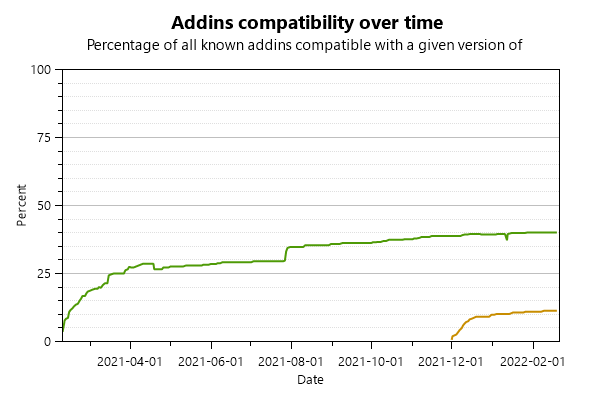 Addins compatibility over time
Percentage of all known addins compatible with a given version of
100
75
50
25
0
Percent
2021-04-01 2021-06-01 2021-08-01 2021-10-01 2021-12-01 2022-02-01
Date